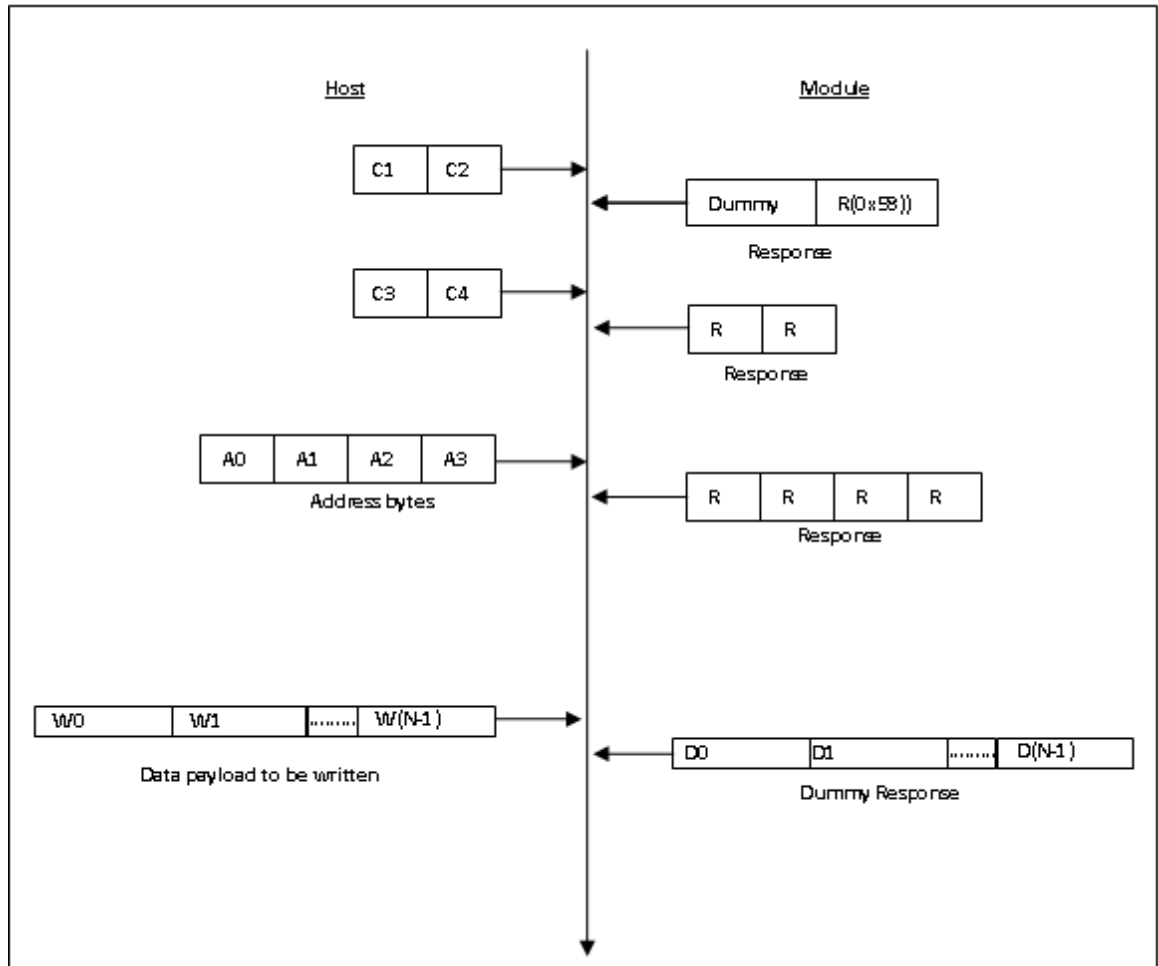 Host Module
C1 C2
Dummy R(0x58))
Response
C3 C4
R R
Response
A0 A1 A2 A3
Address bytes
R R R R
Response
W0 W1 ......... W(N-1)
Data payload to be written
D0 D1 ......... D(N-1)
Dummy Response